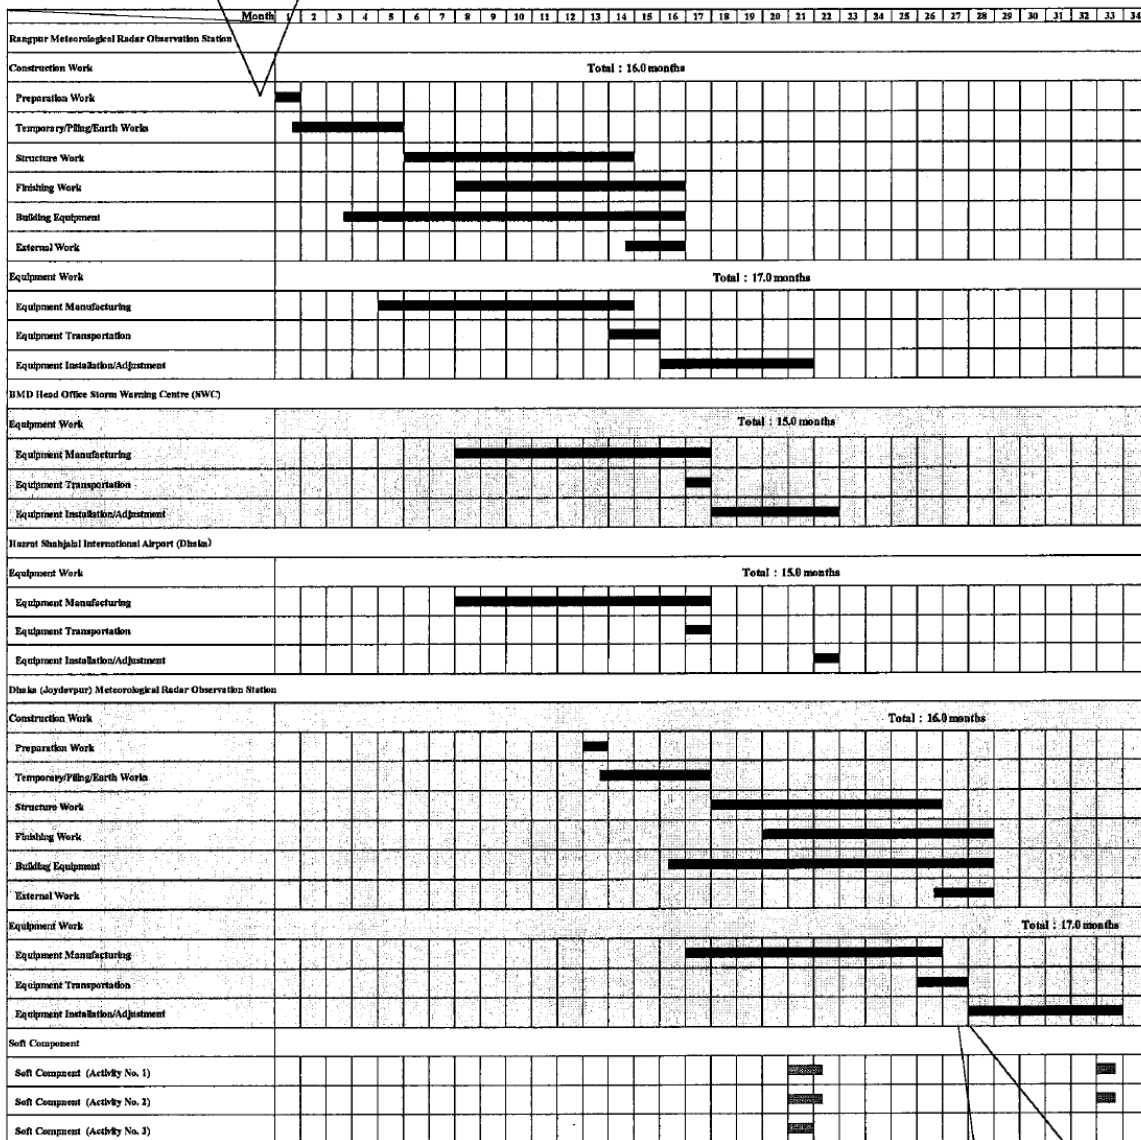 Month 1 2 3 4 5 6 7 8 9 10 11 12 13 14 15 16 17 18 19 20 21 22 23 24 25 26 27 28 29 30 31 32 33 34
Rangpur Meteorological Radar Observation Station
Construction Work Total : 16.0 months
Preparation Work
Temporary/Piling/Earth Works
Structure Work
Finishing Work
Building Equipment
External Work
Equipment Work Total : 17.0 months
Equipment Manufacturing
Equipment Transportation
Equipment Installation/Adjustment
BMD Head Office Storm Warning Centre (SWC)
Equipment Work Total : 15.0 months
Equipment Manufacturing
Equipment Transportation
Equipment Installation/Adjustment
Hazrat Shahjalal International Airport (Dhaka)
Equipment Work Total : 15.0 months
Equipment Manufacturing
Equipment Transportation
Equipment Installation/Adjustment
Dhaka (Joydevpur) Meteorological Radar Observation Station
Construction Work Total : 16.0 months
Preparation Work
Temporary/Piling/Earth Works
Structure Work
Finishing Work
Building Equipment
External Work
Equipment Work Total : 17.0 months
Equipment Manufacturing
Equipment Transportation
Equipment Installation/Adjustment
Soft Component
Soft Compnent (Activity No. 1)
Soft Compnent (Activity No. 2)
Soft Compnent (Activity No. 3)